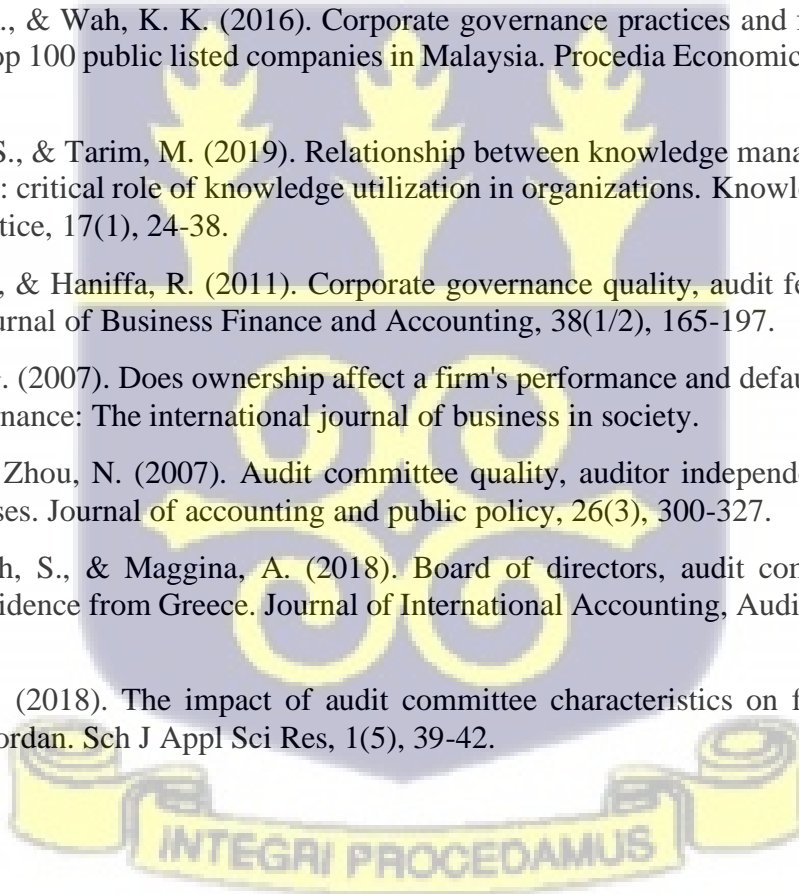 ., & Wah, K. K. (2016). Corporate governance practices and
op 100 public listed companies in Malaysia. Procedia Economic
S., & Tarim, M. (2019). Relationship between knowledge mana
: critical role of knowledge utilization in organizations. Knowl
tice, 17(1), 24-38.
, & Haniffa, R. (2011). Corporate governance quality, audit fe
urnal of Business Finance and Accounting, 38(1/2), 165-197.
. (2007). Does ownership affect a firm's performance and defau
nance: The international journal of business in society.
Zhou, N. (2007). Audit committee quality, auditor independ
ses. Journal of accounting and public policy, 26(3), 300-327.
h, S., & Maggina, A. (2018). Board of directors, audit con
idence from Greece. Journal of International Accounting, Audi
(2018). The impact of audit committee characteristics on f
ordan. Sch J Appl Sci Res, 1(5), 39-42.
INTEGRI PROCEDAMUS